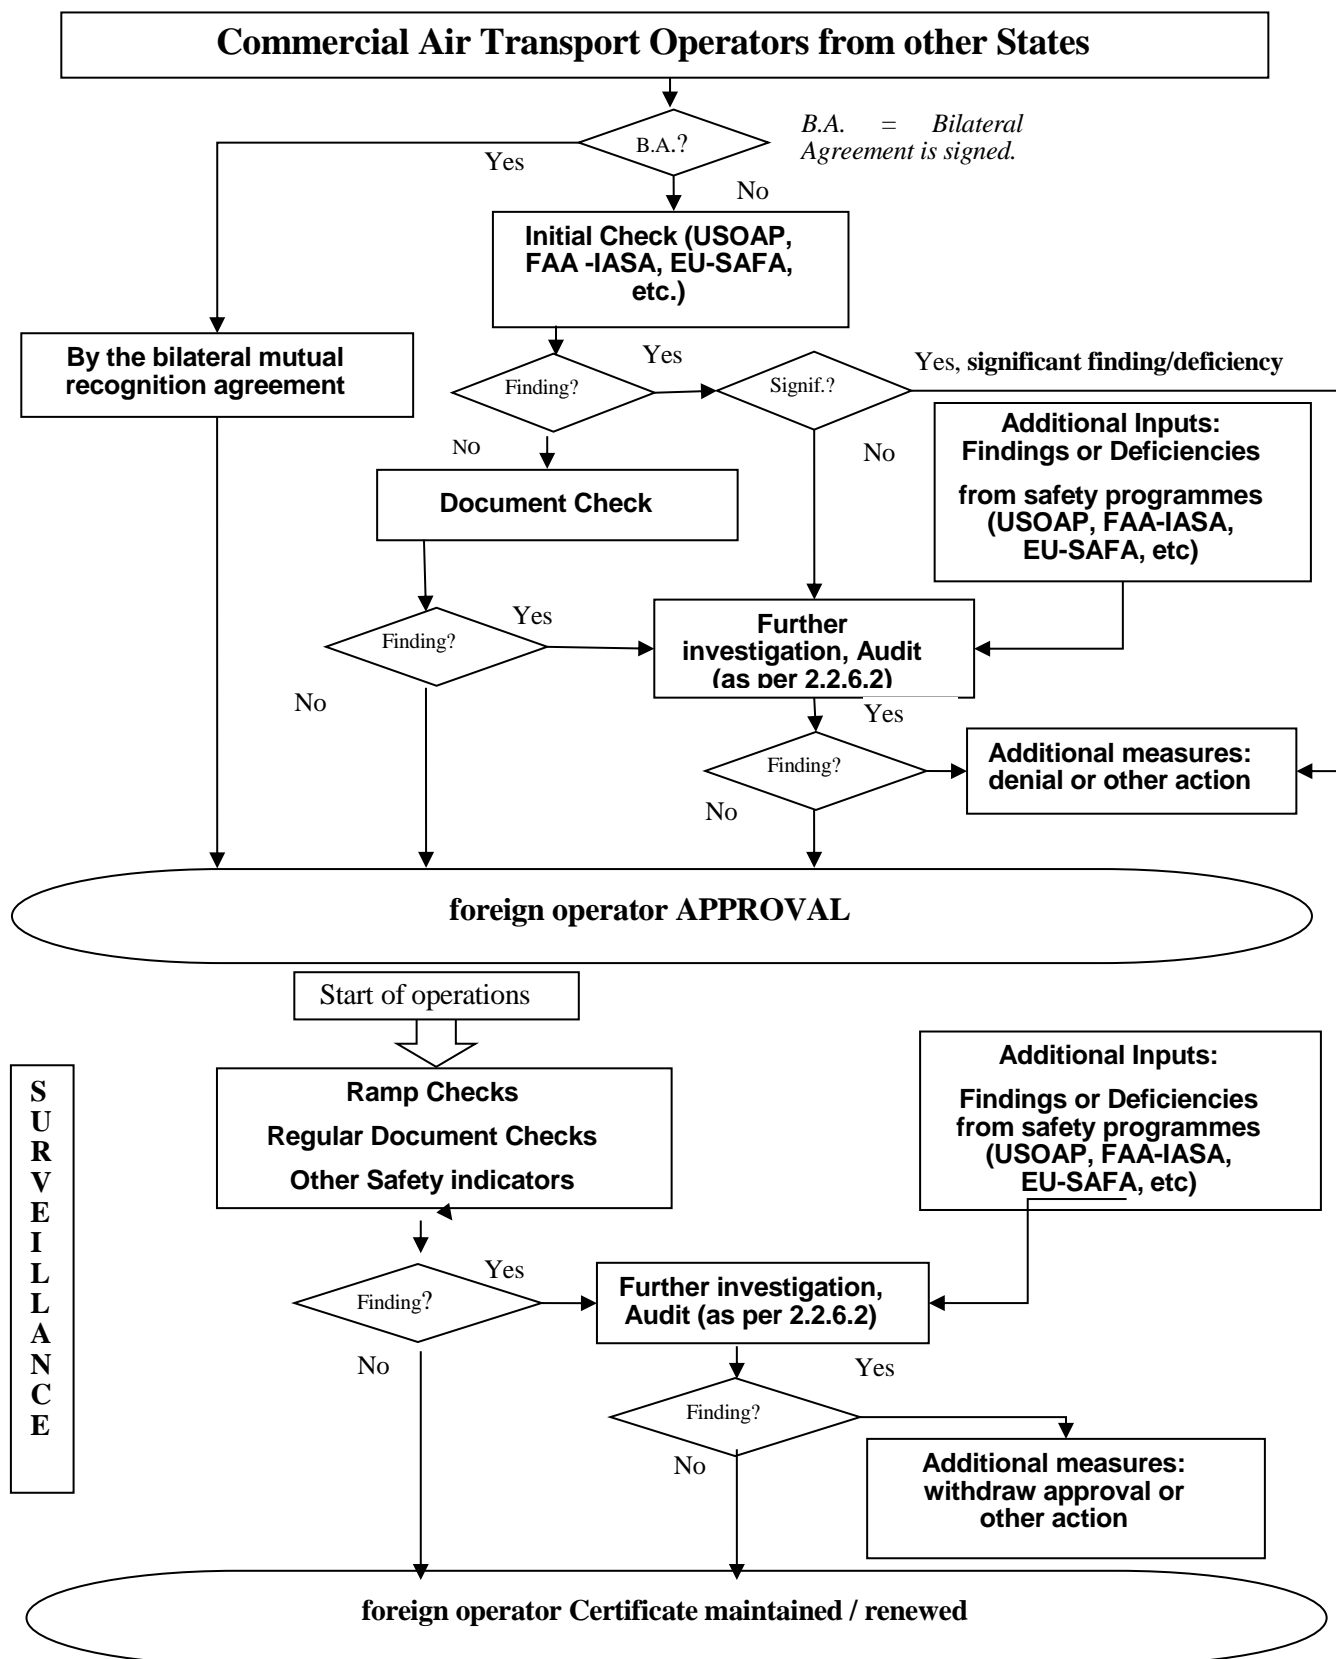 Commercial Air Transport Operators from other States
B.A.?
B.A. = Bilateral
Agreement is signed.
Yes
No
Initial Check (USOAP,
FAA -IASA, EU-SAFA,
etc.)
By the bilateral mutual
recognition agreement
Finding?
Yes
Signif.?
Yes, significant finding/deficiency
No
No
Additional Inputs:
Findings or Deficiencies
from safety programmes
(USOAP, FAA-IASA,
EU-SAFA, etc)
Document Check
Finding?
Yes
No
Further
investigation, Audit
(as per 2.2.6.2)
Yes
Finding?
No
Additional measures:
denial or other action
foreign operator APPROVAL
Start of operations
S
U
R
V
E
I
L
L
A
N
C
E
Ramp Checks
Regular Document Checks
Other Safety indicators
Additional Inputs:
Findings or Deficiencies
from safety programmes
(USOAP, FAA-IASA,
EU-SAFA, etc)
Finding?
Yes
No
Further investigation,
Audit (as per 2.2.6.2)
Yes
Finding?
No
Additional measures:
withdraw approval or
other action
foreign operator Certificate maintained / renewed